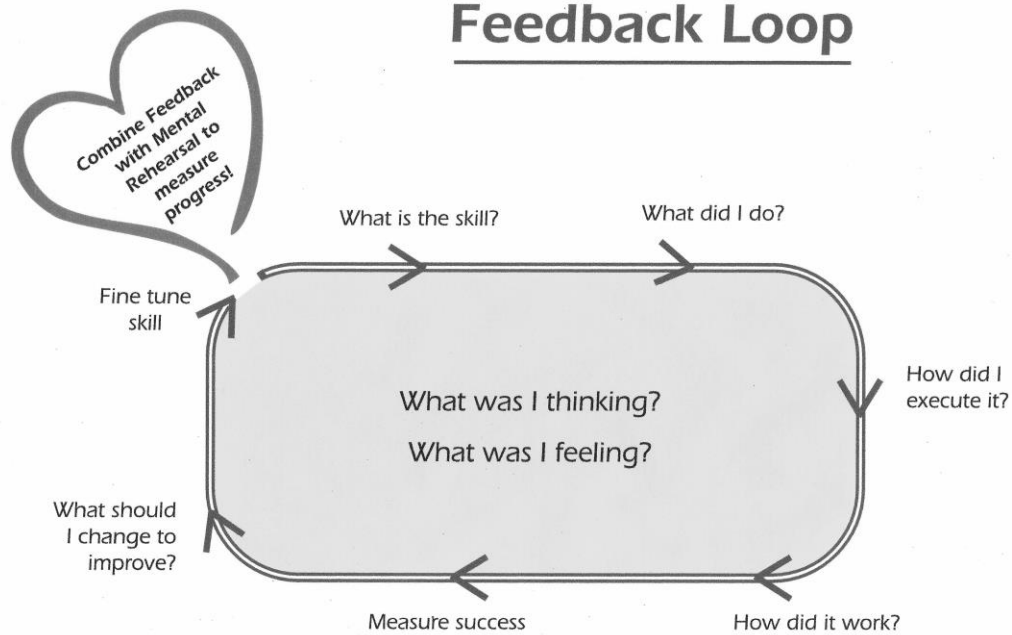 Feedback Loop
Combine Feedback
with Mental
Rehearsal to
measure
progress!
What is the skill?
What did I do?
How did I
execute it?
How did it work?
Measure success
What should
I change to
improve?
Fine tune
skill
What was I thinking?
What was I feeling?